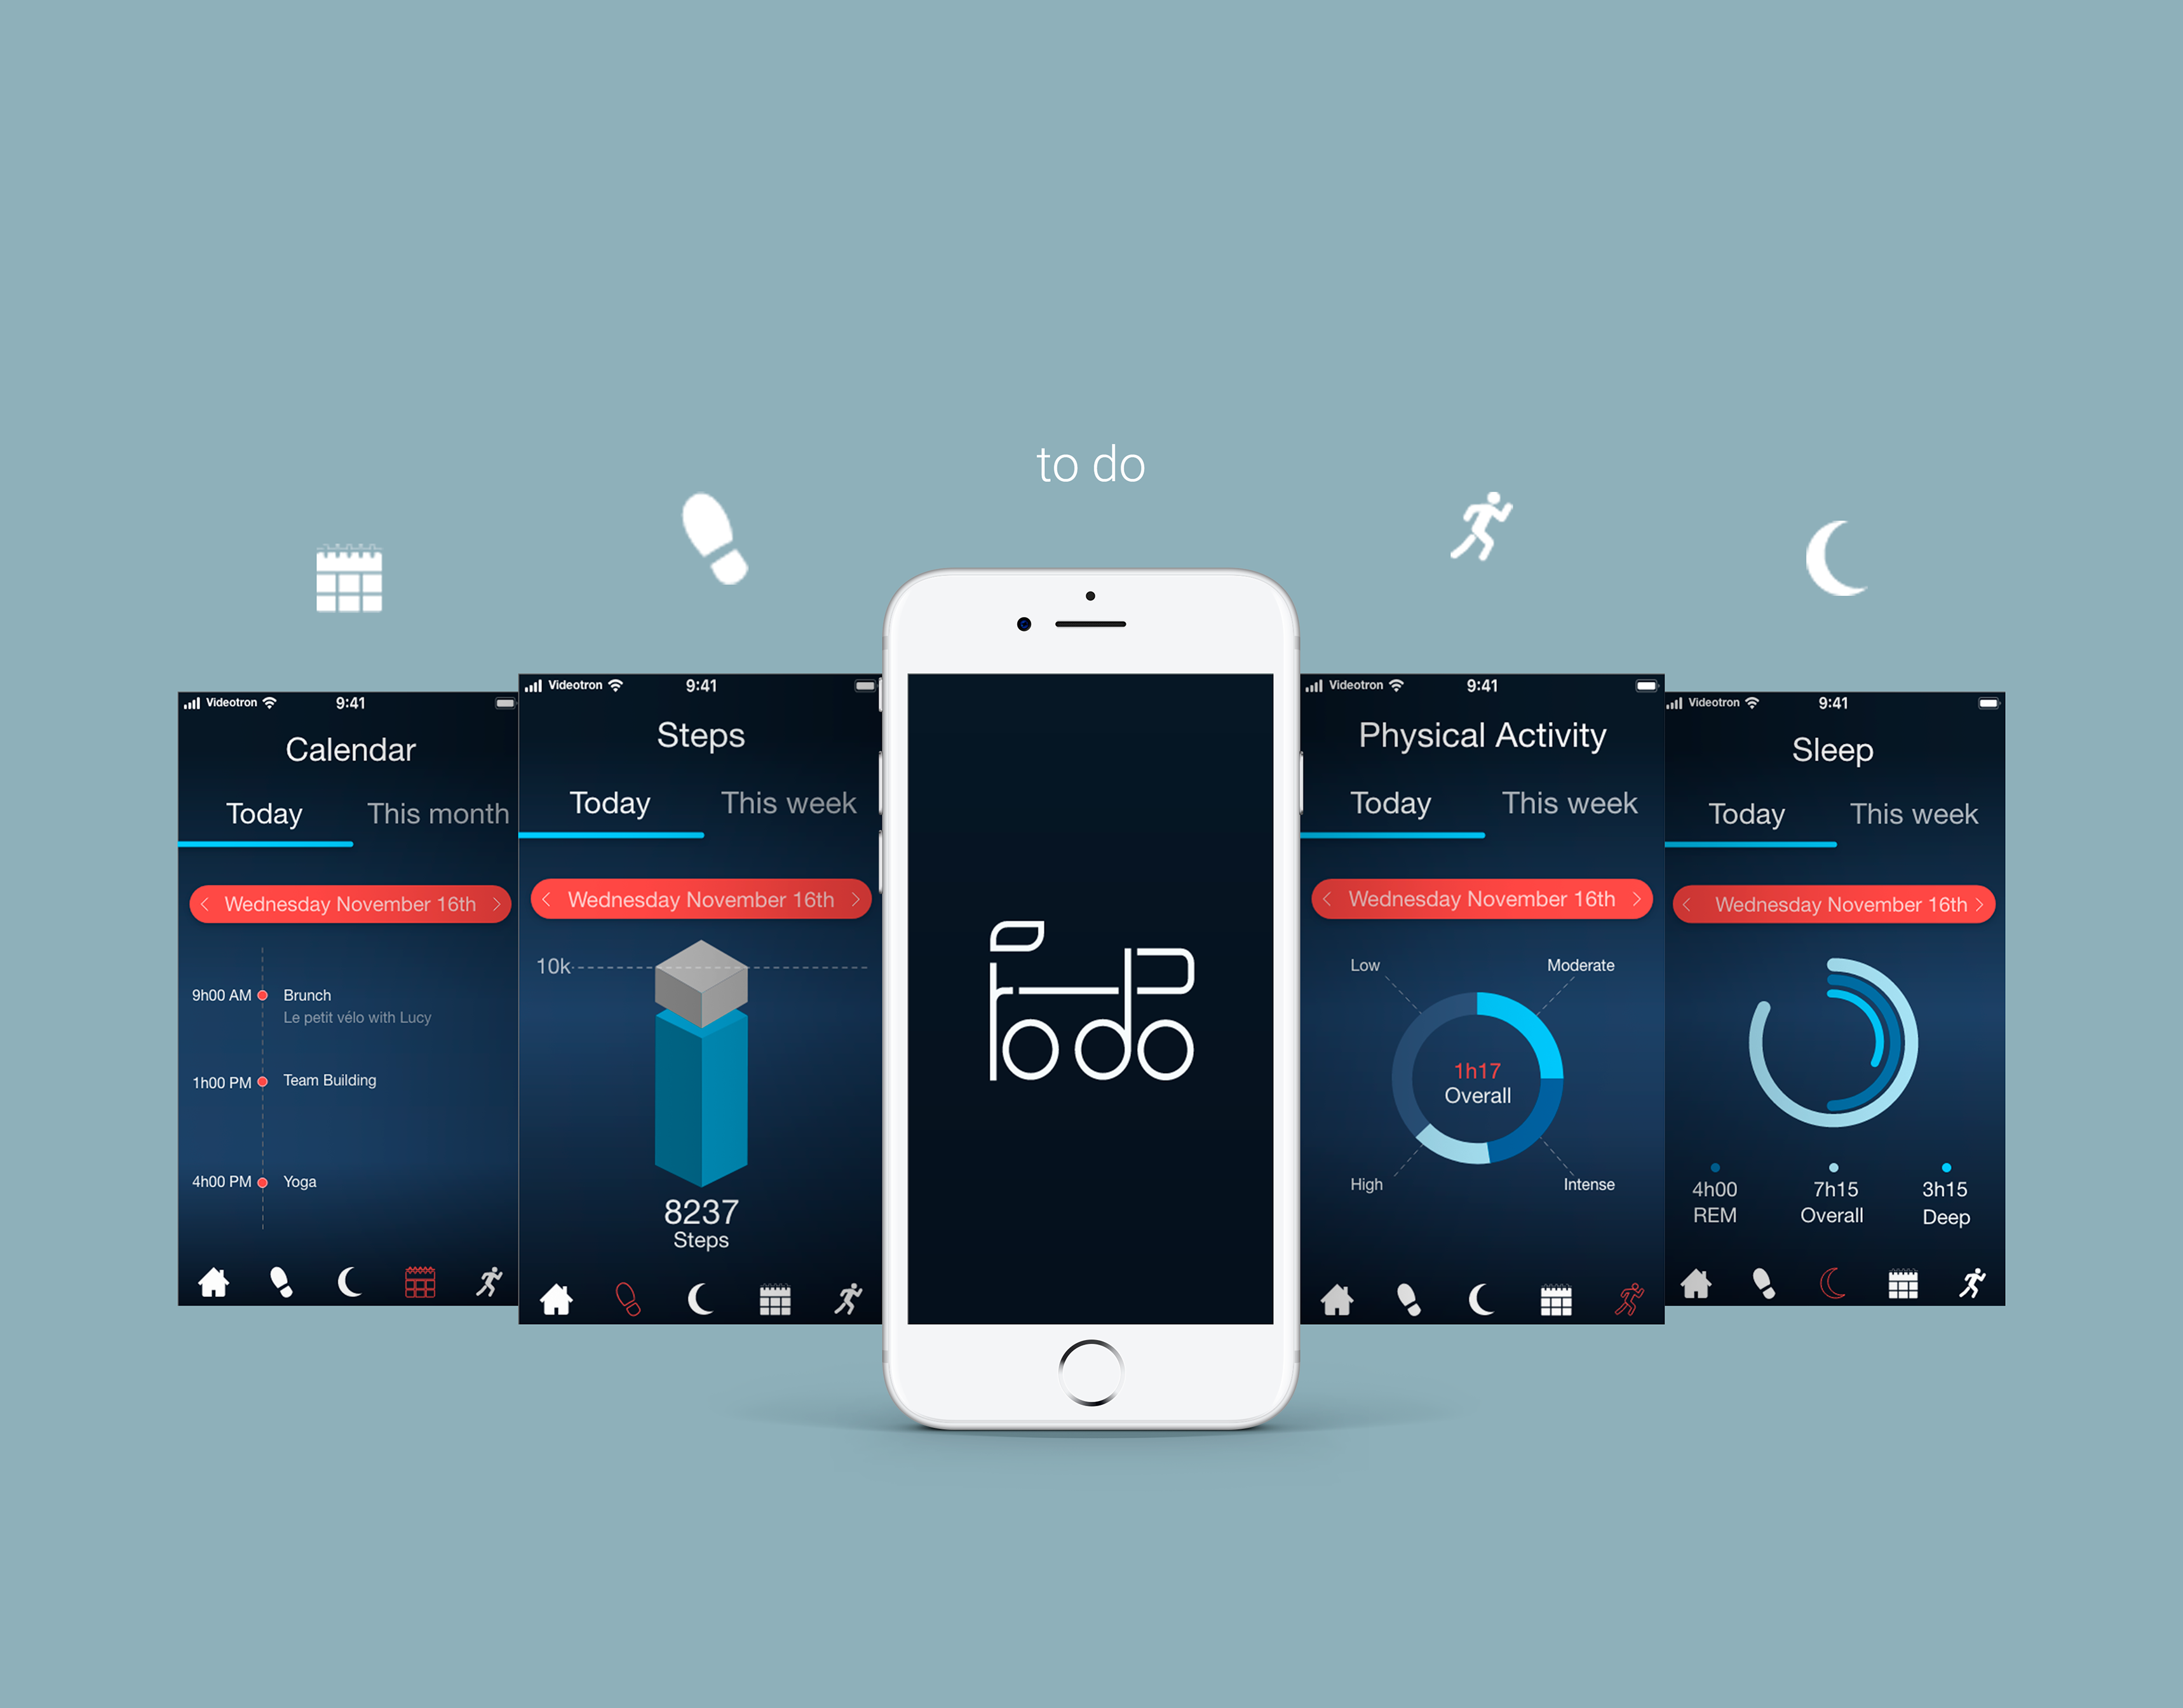 to do
Videotron 9:41
Calendar
Today This month
Wednesday November 16th
9h00 AM Brunch
Le petit vélo with Lucy
1h00 PM Team Building
4h00 PM Yoga
Videotron 9:41
Steps
Today This week
Wednesday November 16th
10k
8237
Steps
To do
Videotron 9:41
Physical Activity
Today This week
Wednesday November 16th
Low Moderate
1h17
Overall
High Intense
Videotron 9:41
Sleep
Today This week
Wednesday November 16th
4h00 7h15 3h15
REM Overall Deep